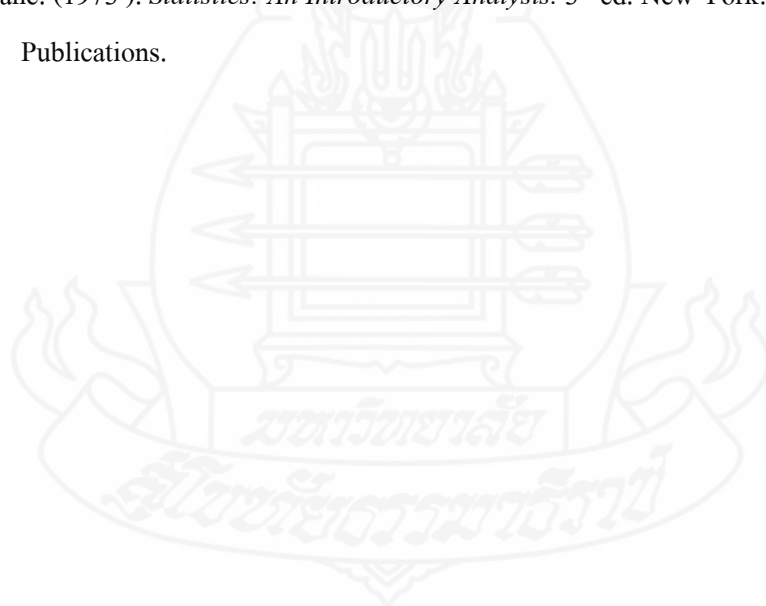 (1973 ). Statistics: An Introductory Analysis. 3 ed. New York.
Publications.
มหาวิทยาลัย
สุโขทัยธรรมาธิราช